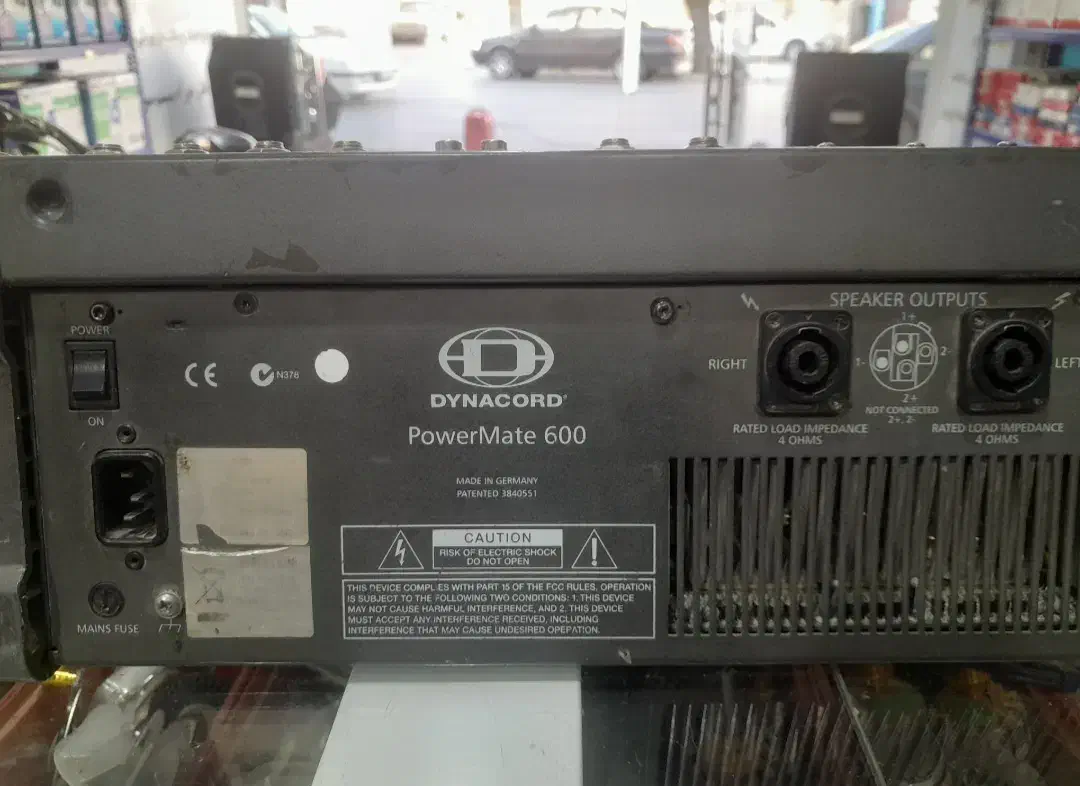 POWER
ON
MAINS FUSE
CE
N378
D
DYNACORD
PowerMate 600
MADE IN GERMANY
PATENTED 3840551
CAUTION
RISK OF ELECTRIC SHOCK
DO NOT OPEN
THIS DEVICE COMPLIES WITH PART 15 OF THE FCC RULES, OPERATION
IS SUBJECT TO THE FOLLOWING TWO CONDITIONS: 1. THIS DEVICE
MAY NOT CAUSE HARMFUL INTERFERENCE, AND 2. THIS DEVICE
MUST ACCEPT ANY INTERFERENCE RECEIVED, INCLUDING
INTERFERENCE THAT MAY CAUSE UNDESIRED OPERATION.
SPEAKER OUTPUTS
RIGHT
1+
1-
2-
2+
LEFT
NOT CONNECTED
2+, 2-
RATED LOAD IMPEDANCE
4 OHMS
RATED LOAD IMPEDANCE
4 OHMS